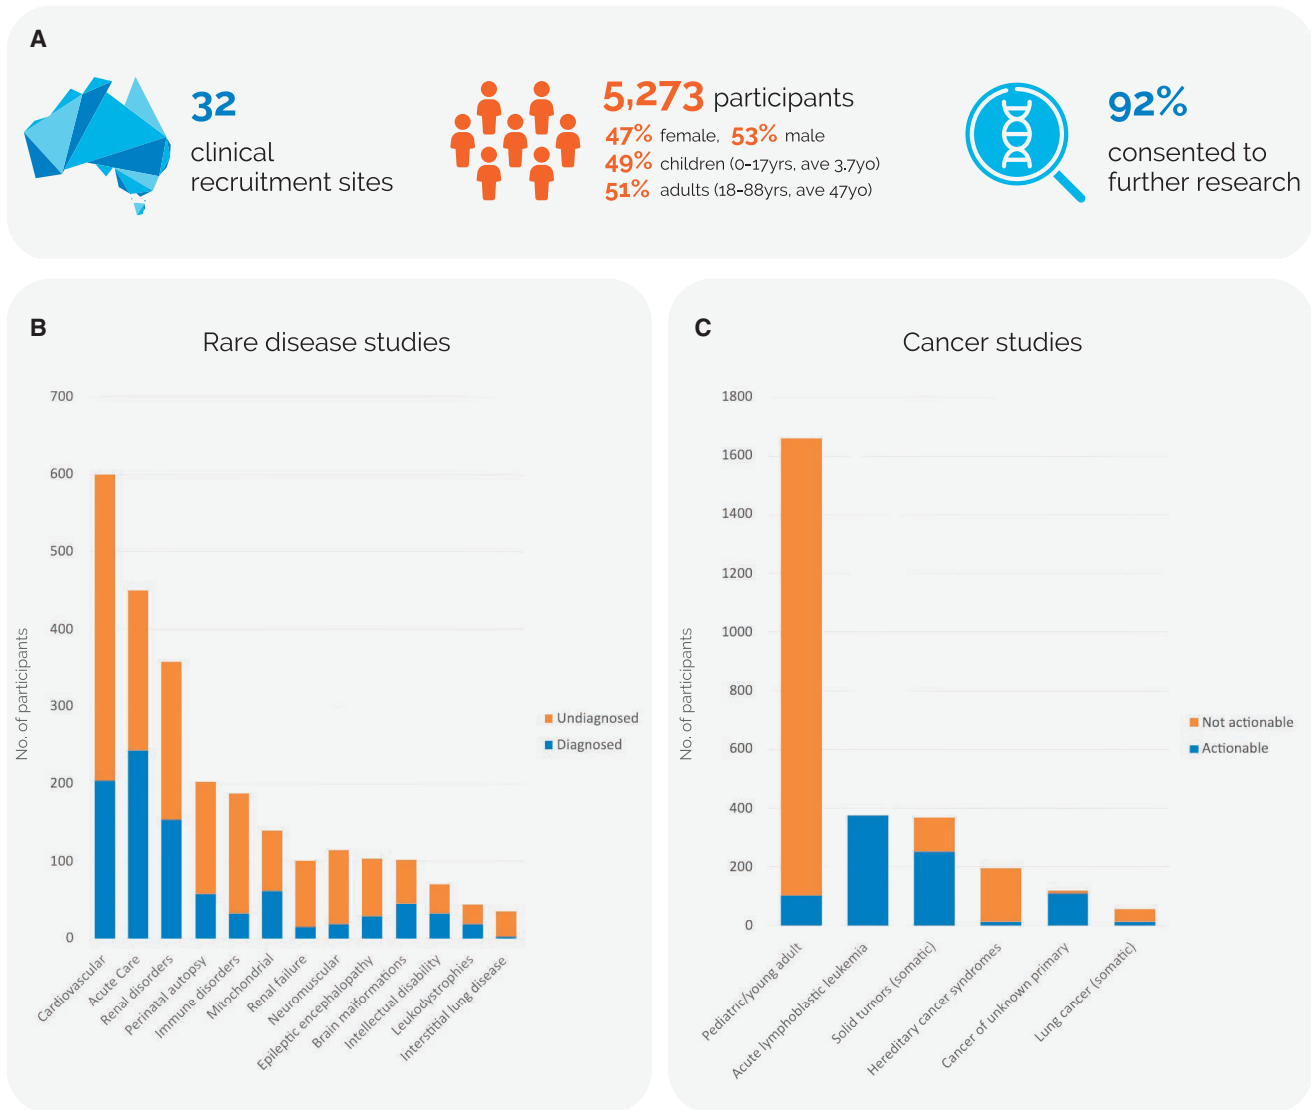 A
32
clinical
recruitment sites
5,273 participants
47% female, 53% male
49% children (0-17yrs, ave 3.7yo)
51% adults (18-88yrs, ave 47yo)
92%
consented to
further research
B
Rare disease studies
No. of participants
700
600
500
400
300
200
100
0
Undiagnosed
Diagnosed
Cardiovascular
Acute Care
Renal disorders
Perinatal autopsy
Immune disorders
Mitochondrial
Renal failure
Neuromuscular
Epileptic encephalopathy
Brain malformations
Intellectual disability
Leukodystrophies
Interstitial lung disease
C
Cancer studies
No. of participants
1800
1600
1400
1200
1000
800
600
400
200
0
Not actionable
Actionable
Pediatric/young adult
Acute lymphoblastic leukemia
Solid tumors (somatic)
Hereditary cancer syndromes
Cancer of unknown primary
Lung cancer (somatic)